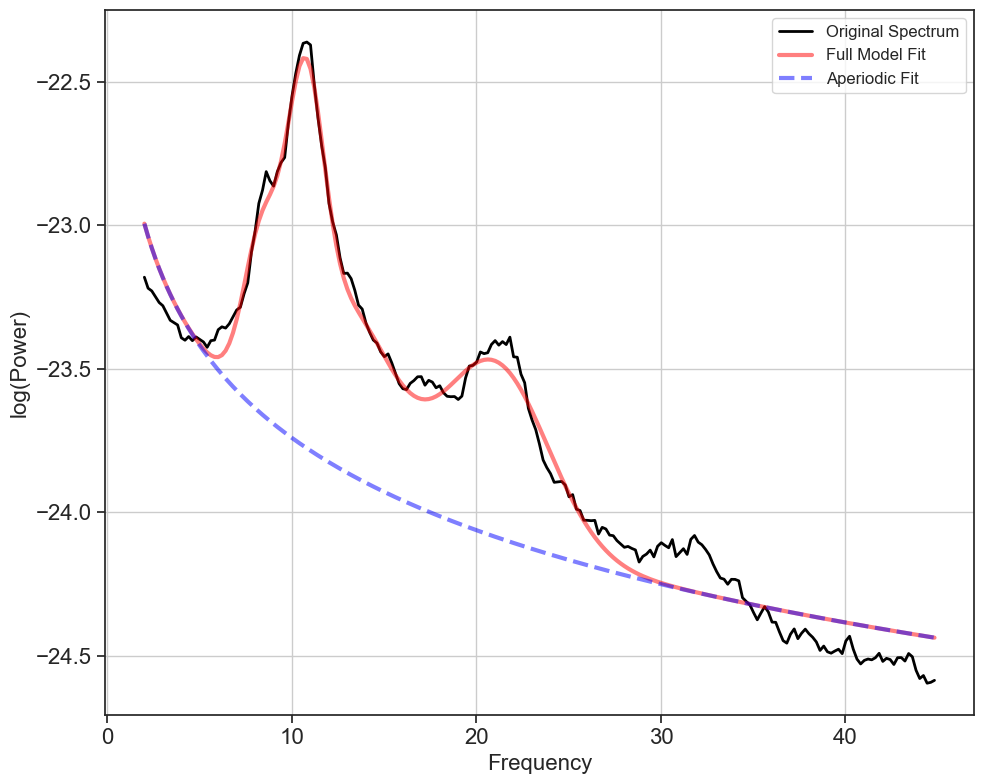 Original Spectrum
Full Model Fit
Aperiodic Fit
−22.5
−23.0
−23.5
−24.0
−24.5
log(Power)
0 10 20 30 40
Frequency